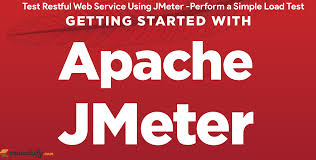 Test Restful Web Service Using JMeter -Perform a Simple Load Test
GETTING STARTED WITH
Apache
JMeter